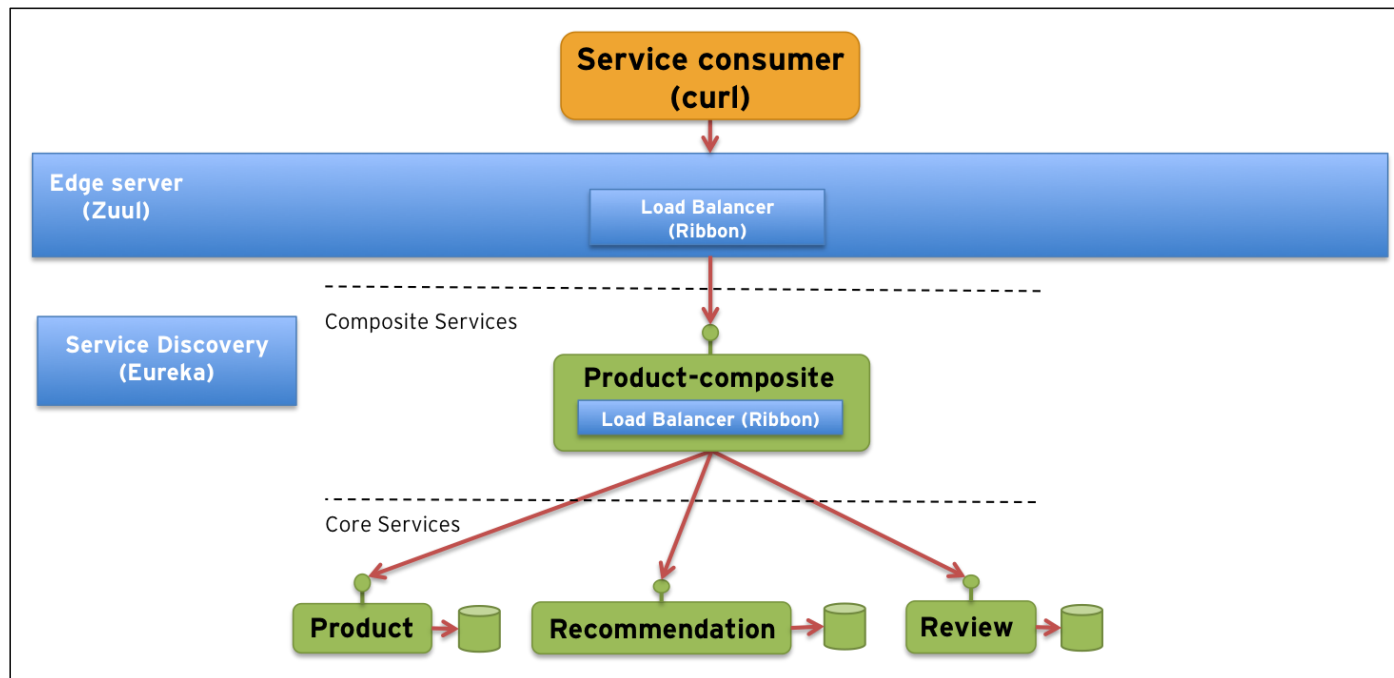 Service consumer
(curl)
Edge server
(Zuul)
Load Balancer
(Ribbon)
Composite Services
Service Discovery
(Eureka)
Product-composite
Load Balancer (Ribbon)
Core Services
Product
Recommendation
Review